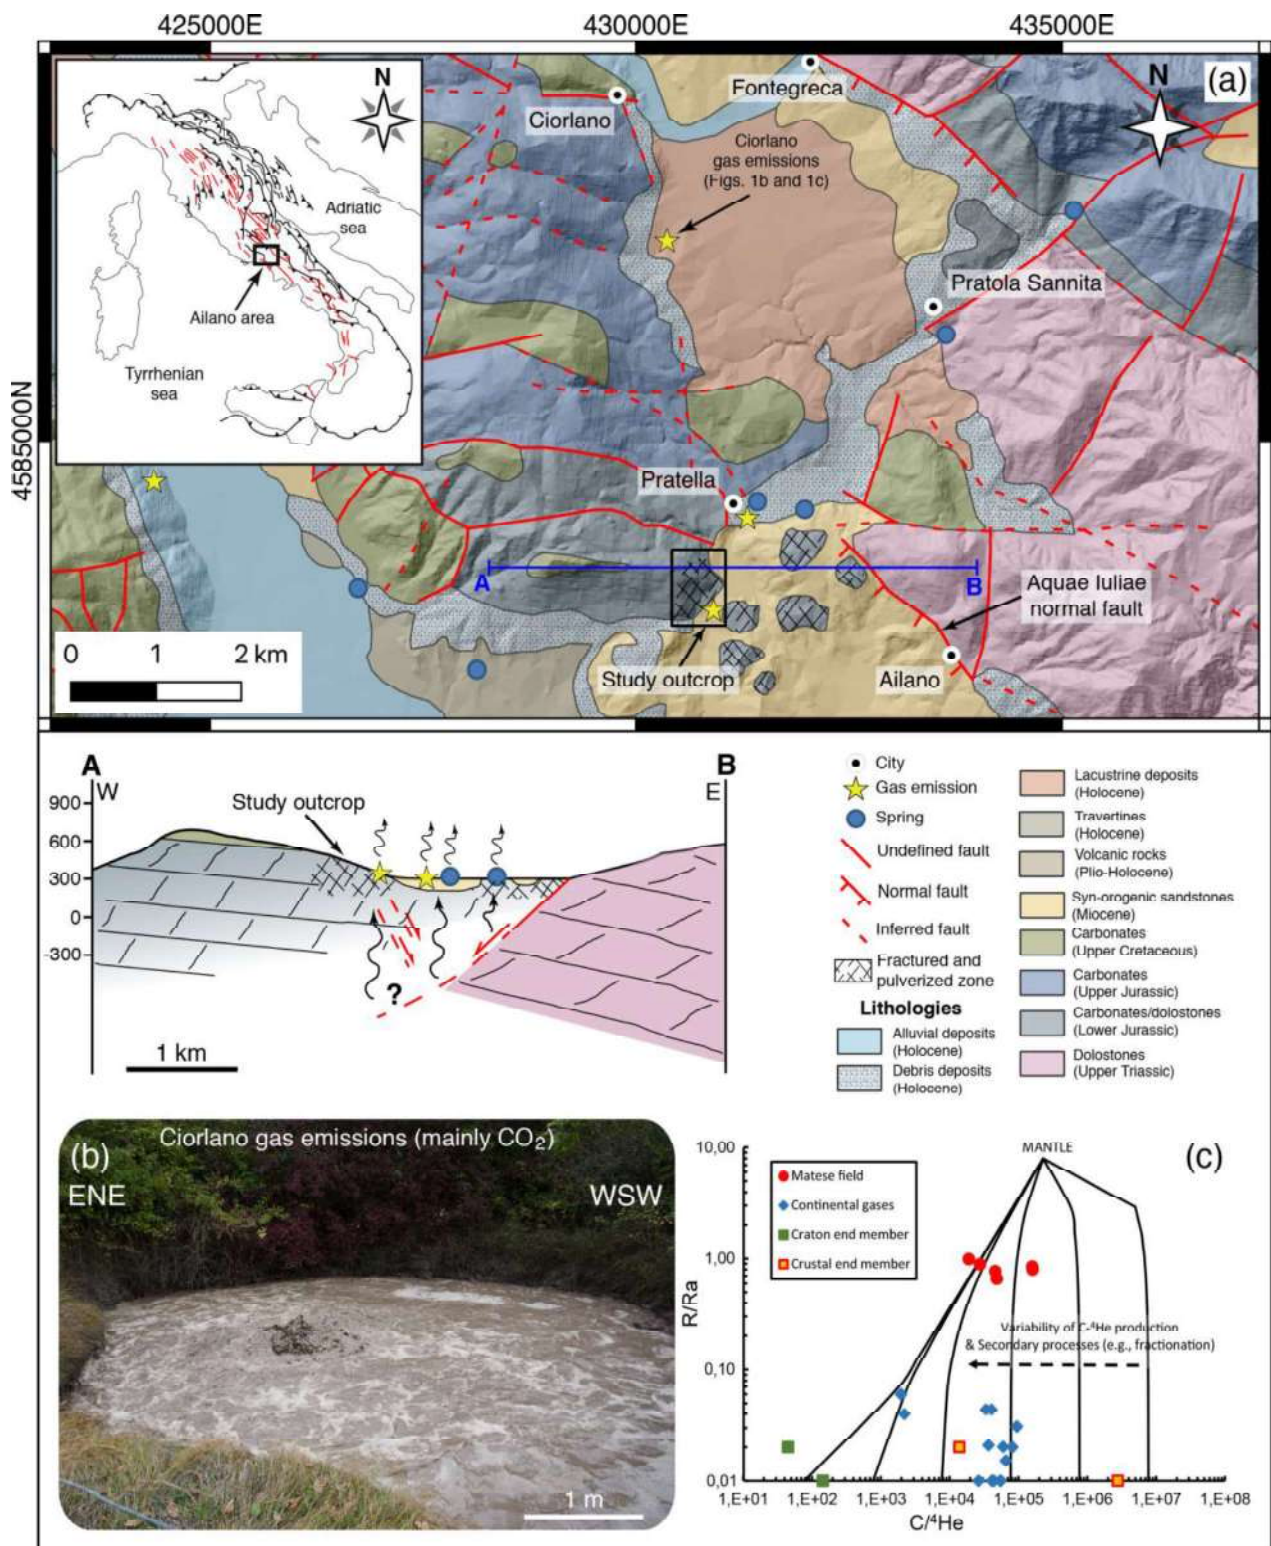 425000E
430000E
435000E
4585000N
N
Adriatic
sea
Ailano area
Tyrrhenian
sea
(a)
N
Fontegreca
Ciorlano
Ciorlano
gas emissions
(Figs. 1b and 1c)
Pratola Sannita
Pratella
A
B
Aquae Iuliae
normal fault
Study outcrop
Ailano
0 1 2 km
A
W
B
E
Study outcrop
900
600
300
0
-300
?
1 km
City
Gas emission
Spring
Undefined fault
Normal fault
Inferred fault
Fractured and
pulverized zone
Lithologies
Alluvial deposits
(Holocene)
Debris deposits
(Holocene)
Lacustrine deposits
(Holocene)
Travertines
(Holocene)
Volcanic rocks
(Plio-Holocene)
Syn-orogenic sandstones
(Miocene)
Carbonates
(Upper Cretaceous)
Carbonates
(Upper Jurassic)
Carbonates/dolostones
(Lower Jurassic)
Dolostones
(Upper Triassic)
(b)
Ciorlano gas emissions (mainly CO₂)
ENE
WSW
1 m
(c)
MANTLE
Matese field
Continental gases
Craton end member
Crustal end member
Variability of C-⁴He production
& Secondary processes (e.g., fractionation)
R/Ra
10,00
1,00
0,10
0,01
1,E+01 1,E+02 1,E+03 1,E+04 1,E+05 1,E+06 1,E+07 1,E+08
C/⁴He